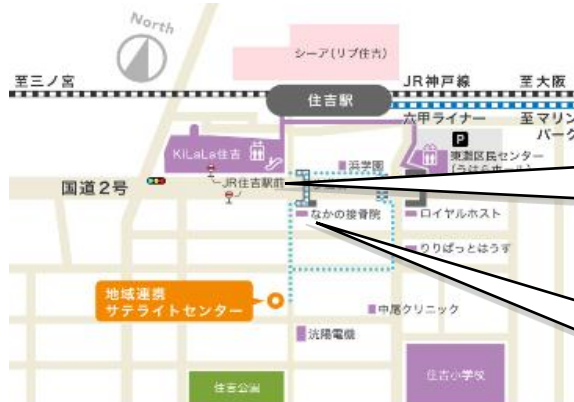 North
シーア(リブ住吉)
至三ノ宮
JR神戸線
至大阪
住吉駅
六甲ライナー
至マリン
パーク
P
KiLaLa住吉
浜学園
東灘区民センター
(うはらホール)
国道2号
JR住吉駅前
なかの接骨院
ロイヤルホスト
りりぱっとはうす
地域連携
サテライトセンター
中尾クリニック
沈陽電機
住吉公園
住吉小学校